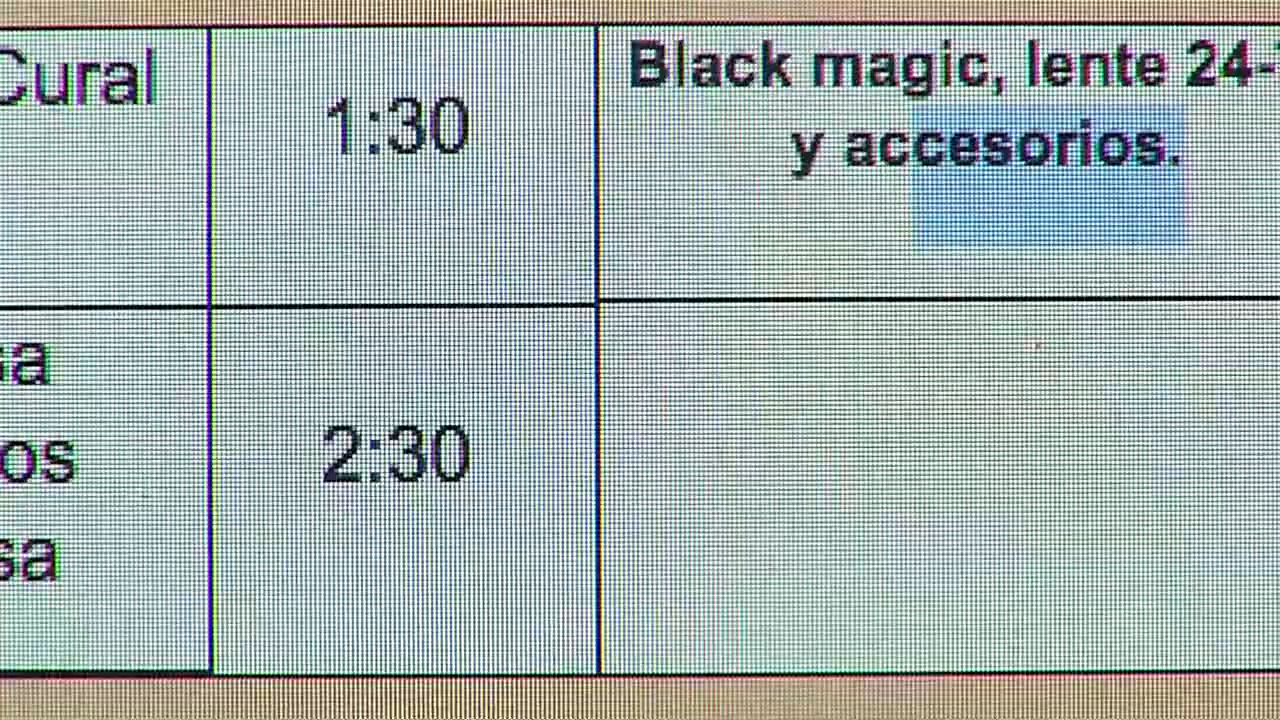 Cural
1:30
Black magic, lente 24-
y accesorios.
sa
os
sa
2:30